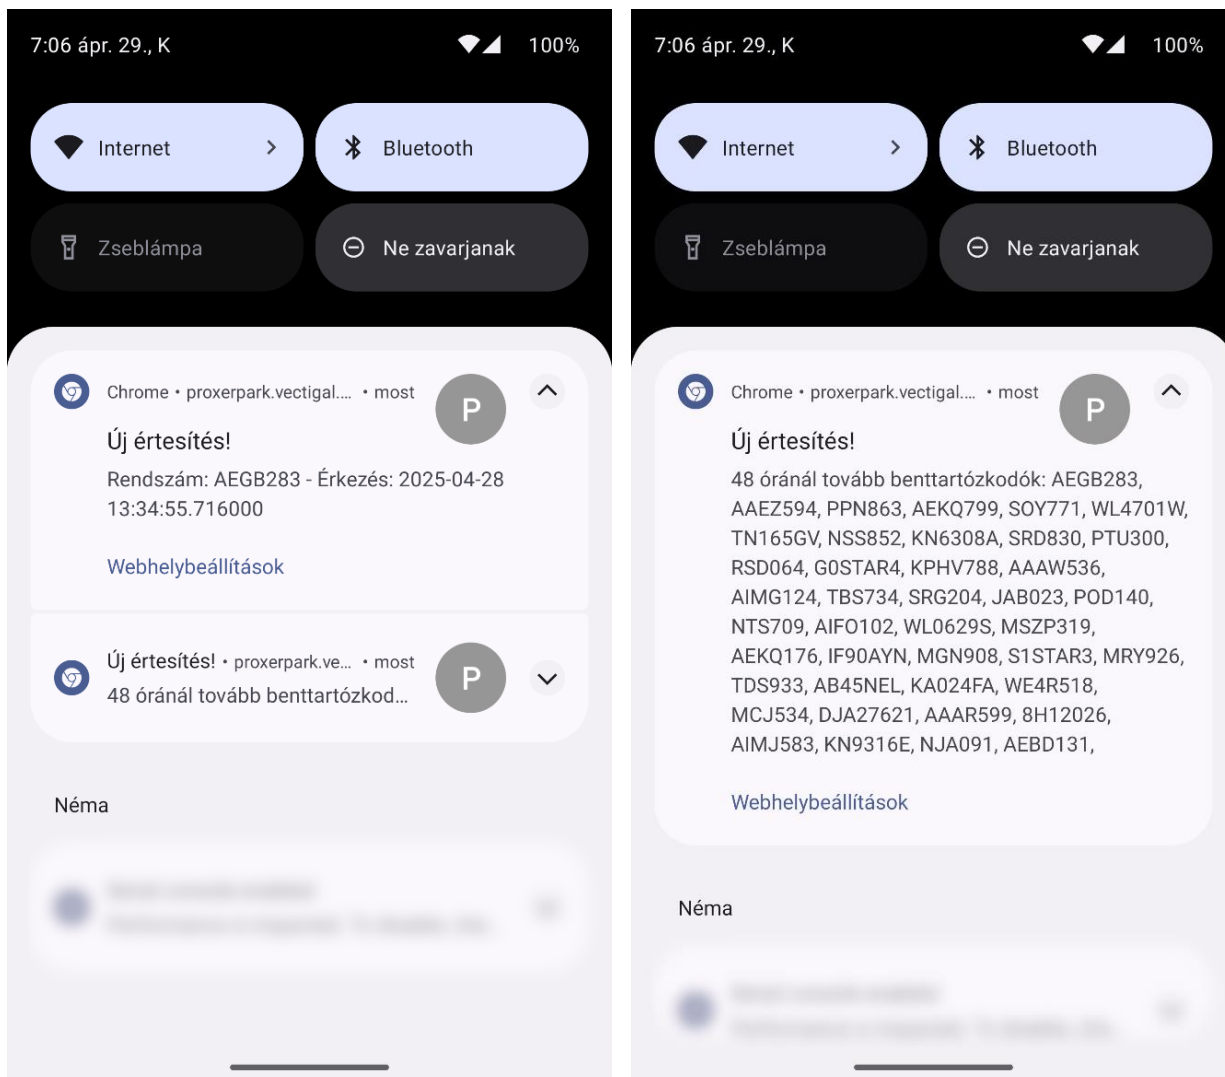 7:06 ápr. 29., K
100%
Internet
Bluetooth
Zseblámpa
Ne zavarjanak
Chrome • proxerpark.vectigal.... • most
P
Új értesítés!
Rendszám: AEGB283 - Érkezés: 2025-04-28
13:34:55.716000
Webhelybeállítások
Új értesítés! • proxerpark.ve... • most
P
48 óránál tovább benttartózkod...
Néma
7:06 ápr. 29., K
100%
Internet
Bluetooth
Zseblámpa
Ne zavarjanak
Chrome • proxerpark.vectigal.... • most
P
Új értesítés!
48 óránál tovább benttartózkodók: AEGB283,
AAEZ594, PPN863, AEKQ799, SOY771, WL4701W,
TN165GV, NSS852, KN6308A, SRD830, PTU300,
RSD064, G0STAR4, KPHV788, AAAW536,
AIMG124, TBS734, SRG204, JAB023, POD140,
NTS709, AIFO102, WL0629S, MSZP319,
AEKQ176, IF90AYN, MGN908, S1STAR3, MRY926,
TDS933, AB45NEL, KA024FA, WE4R518,
MCJ534, DJA27621, AAAR599, 8H12026,
AIMJ583, KN9316E, NJA091, AEBD131,
Webhelybeállítások
Néma